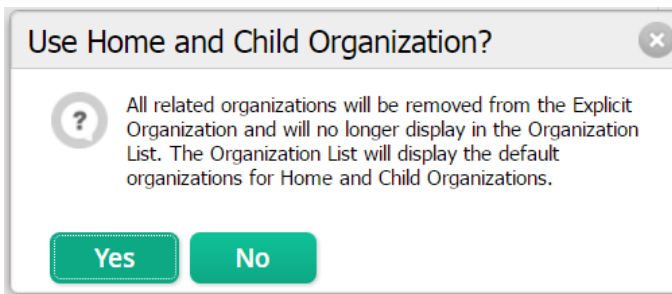 Use Home and Child Organization?
All related organizations will be removed from the Explicit
Organization and will no longer display in the Organization
List. The Organization List will display the default
organizations for Home and Child Organizations.
Yes No